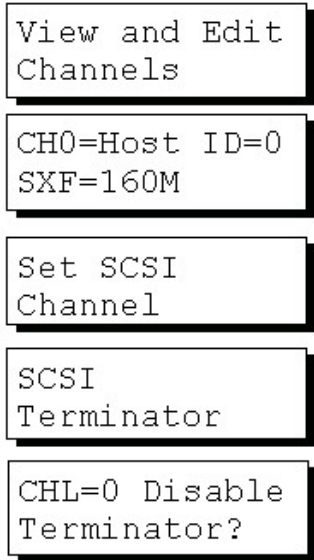 View and Edit
Channels
CH0=Host ID=0
SXF=160M
Set SCSI
Channel
SCSI
Terminator
CHL=0 Disable
Terminator?